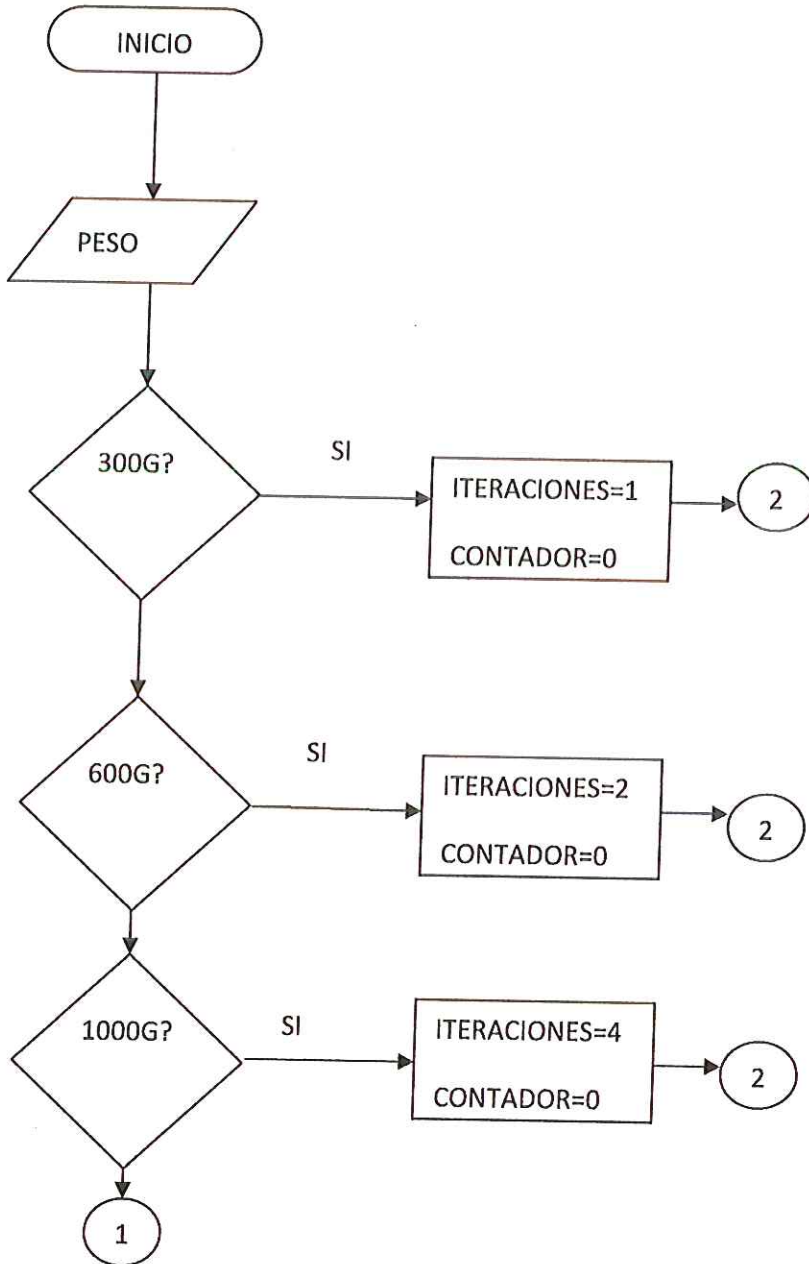 INICIO
PESO
300G?
SI
ITERACIONES=1
CONTADOR=0
2
600G?
SI
ITERACIONES=2
CONTADOR=0
2
1000G?
SI
ITERACIONES=4
CONTADOR=0
2
1